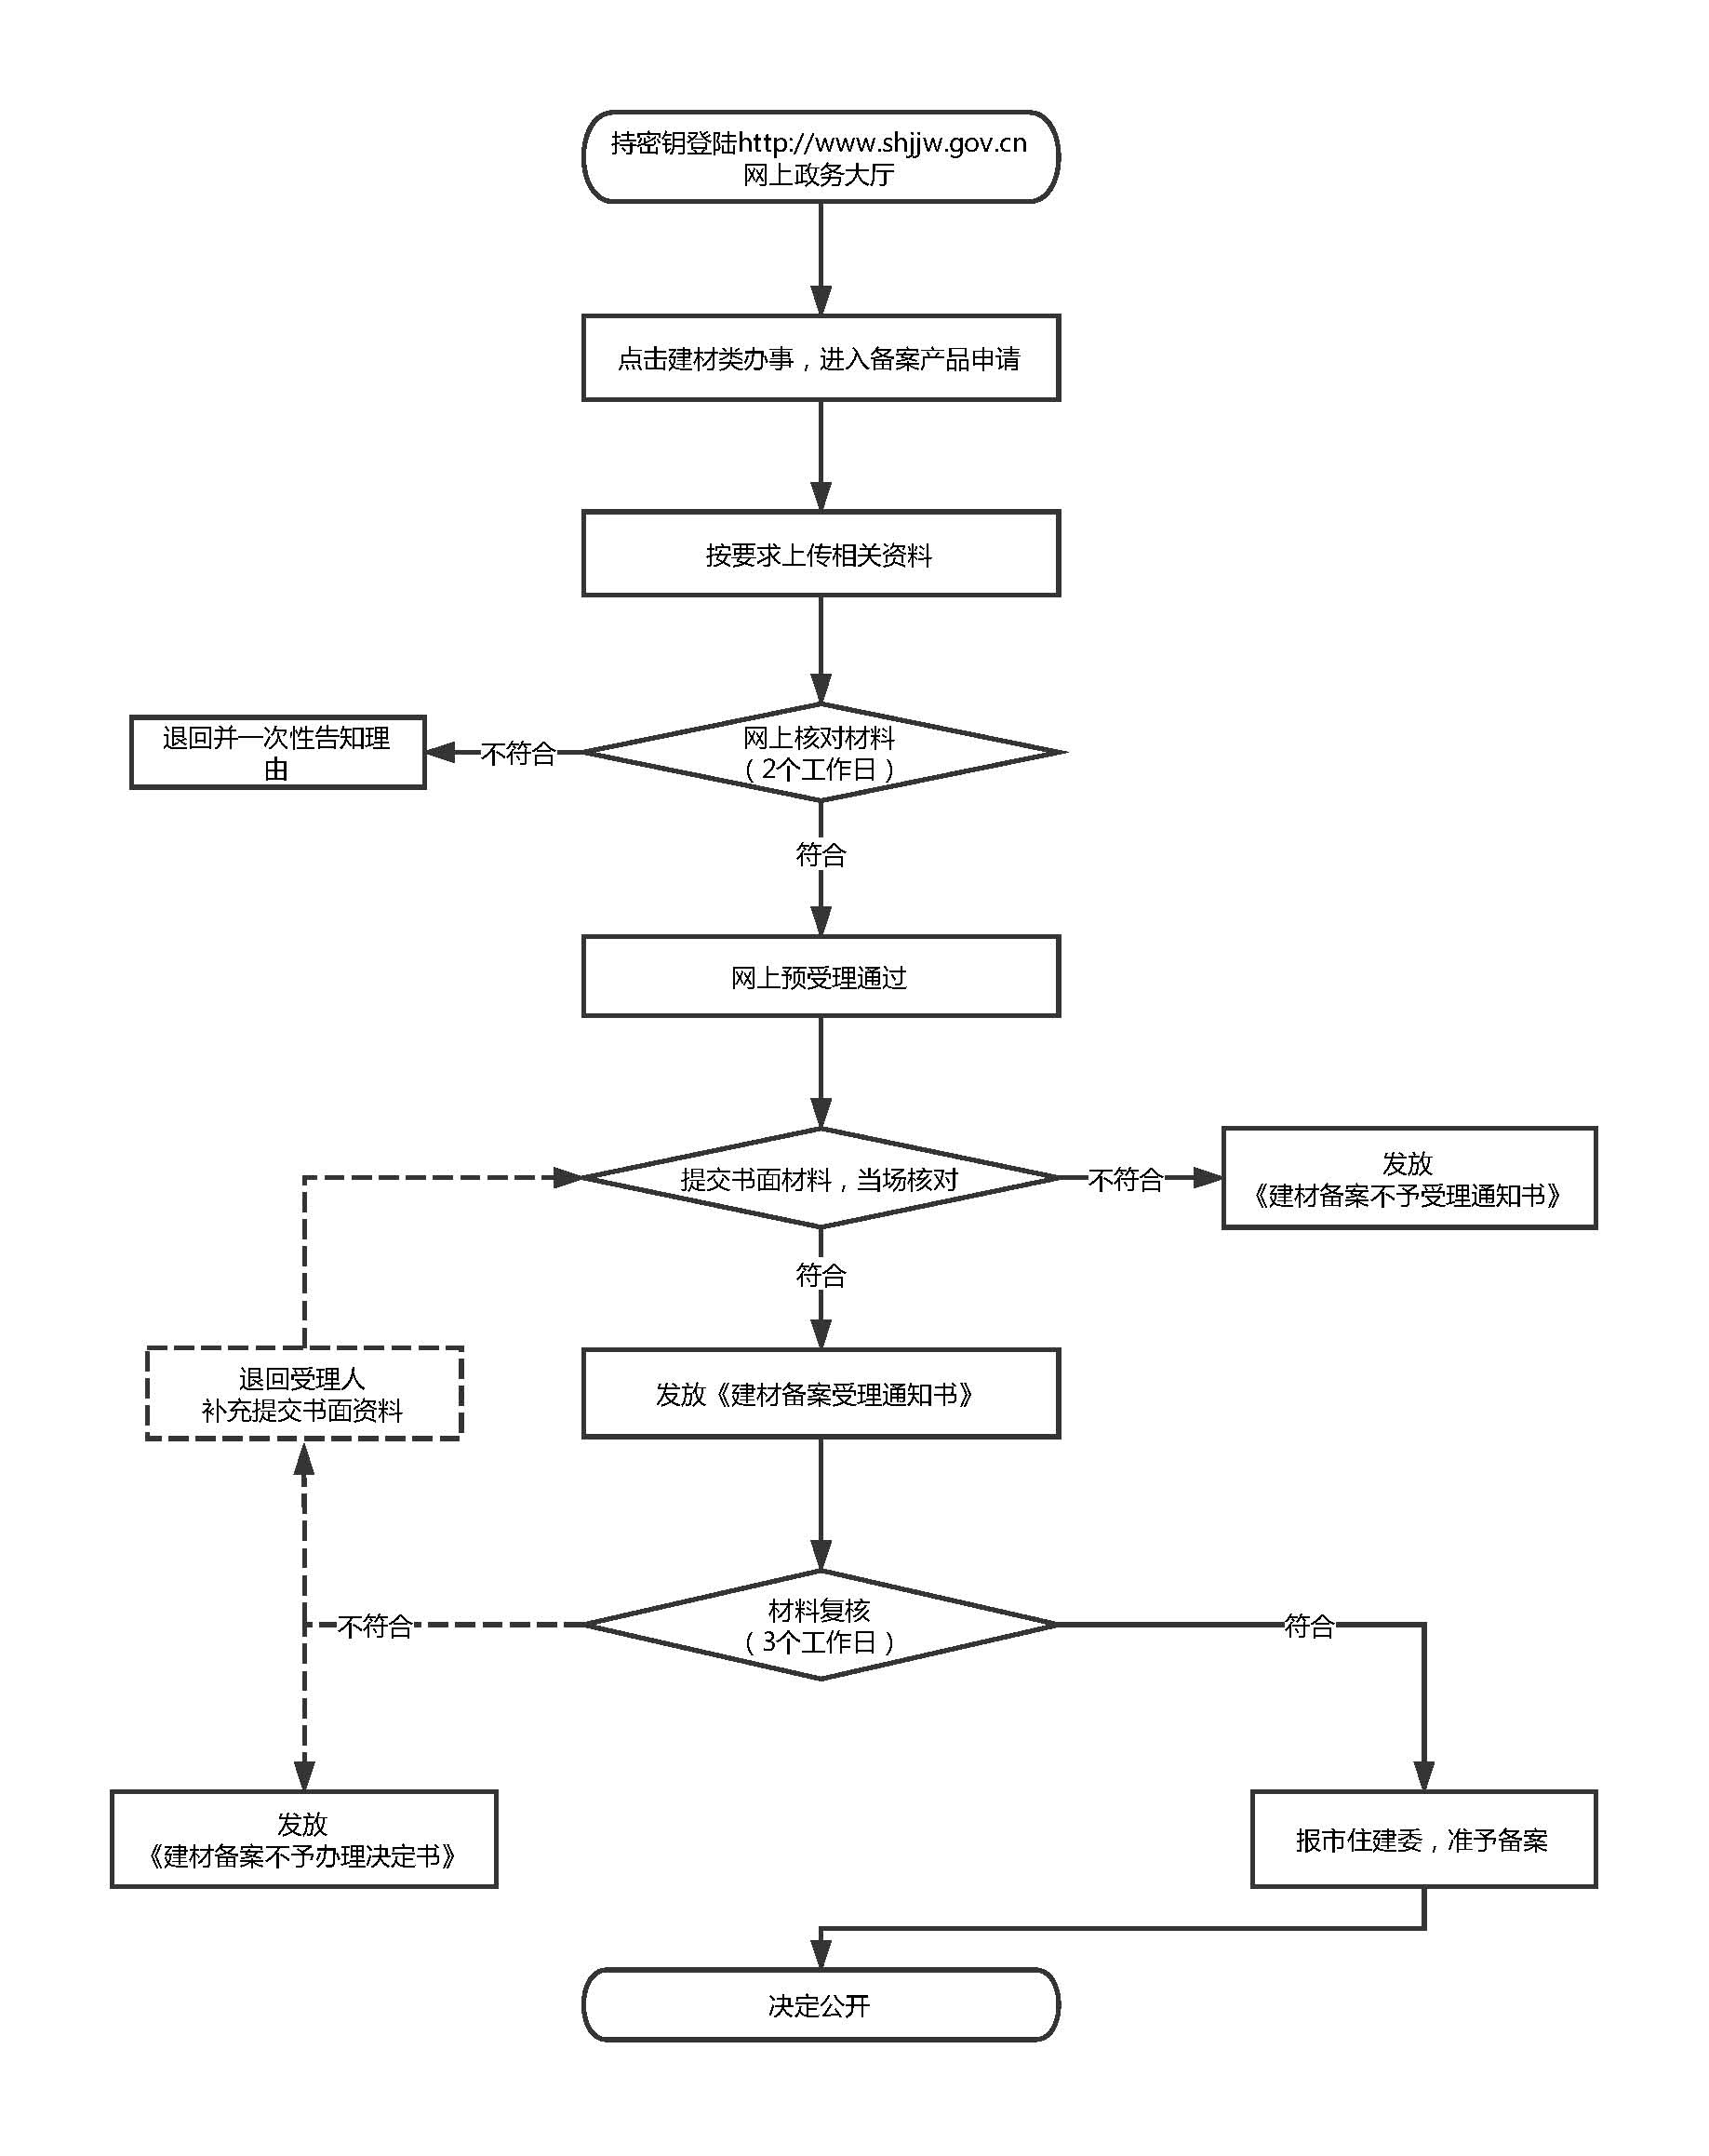 持密钥登陆http://www.shjjw.gov.cn
网上政务大厅
点击建材类办事，进入备案产品申请
按要求上传相关资料
网上核对材料
（2个工作日）
不符合
退回并一次性告知理
由
符合
网上预受理通过
提交书面材料，当场核对
不符合
发放
《建材备案不予受理通知书》
符合
发放《建材备案受理通知书》
退回受理人
补充提交书面资料
材料复核
（3个工作日）
不符合
符合
发放
《建材备案不予办理决定书》
报市住建委，准予备案
决定公开